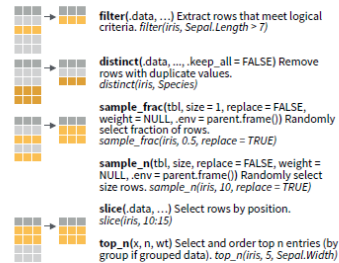 filter(.data, …) Extract rows that meet logical
criteria. filter(iris, Sepal.Length > 7)
distinct(.data, ..., .keep_all = FALSE) Remove
rows with duplicate values.
distinct(iris, Species)
sample_frac(tbl, size = 1, replace = FALSE,
weight = NULL, .env = parent.frame()) Randomly
select fraction of rows.
sample_frac(iris, 0.5, replace = TRUE)
sample_n(tbl, size, replace = FALSE, weight =
NULL, .env = parent.frame()) Randomly select
size rows. sample_n(iris, 10, replace = TRUE)
slice(.data, …) Select rows by position.
slice(iris, 10:15)
top_n(x, n, wt) Select and order top n entries (by
group if grouped data). top_n(iris, 5, Sepal.Width)